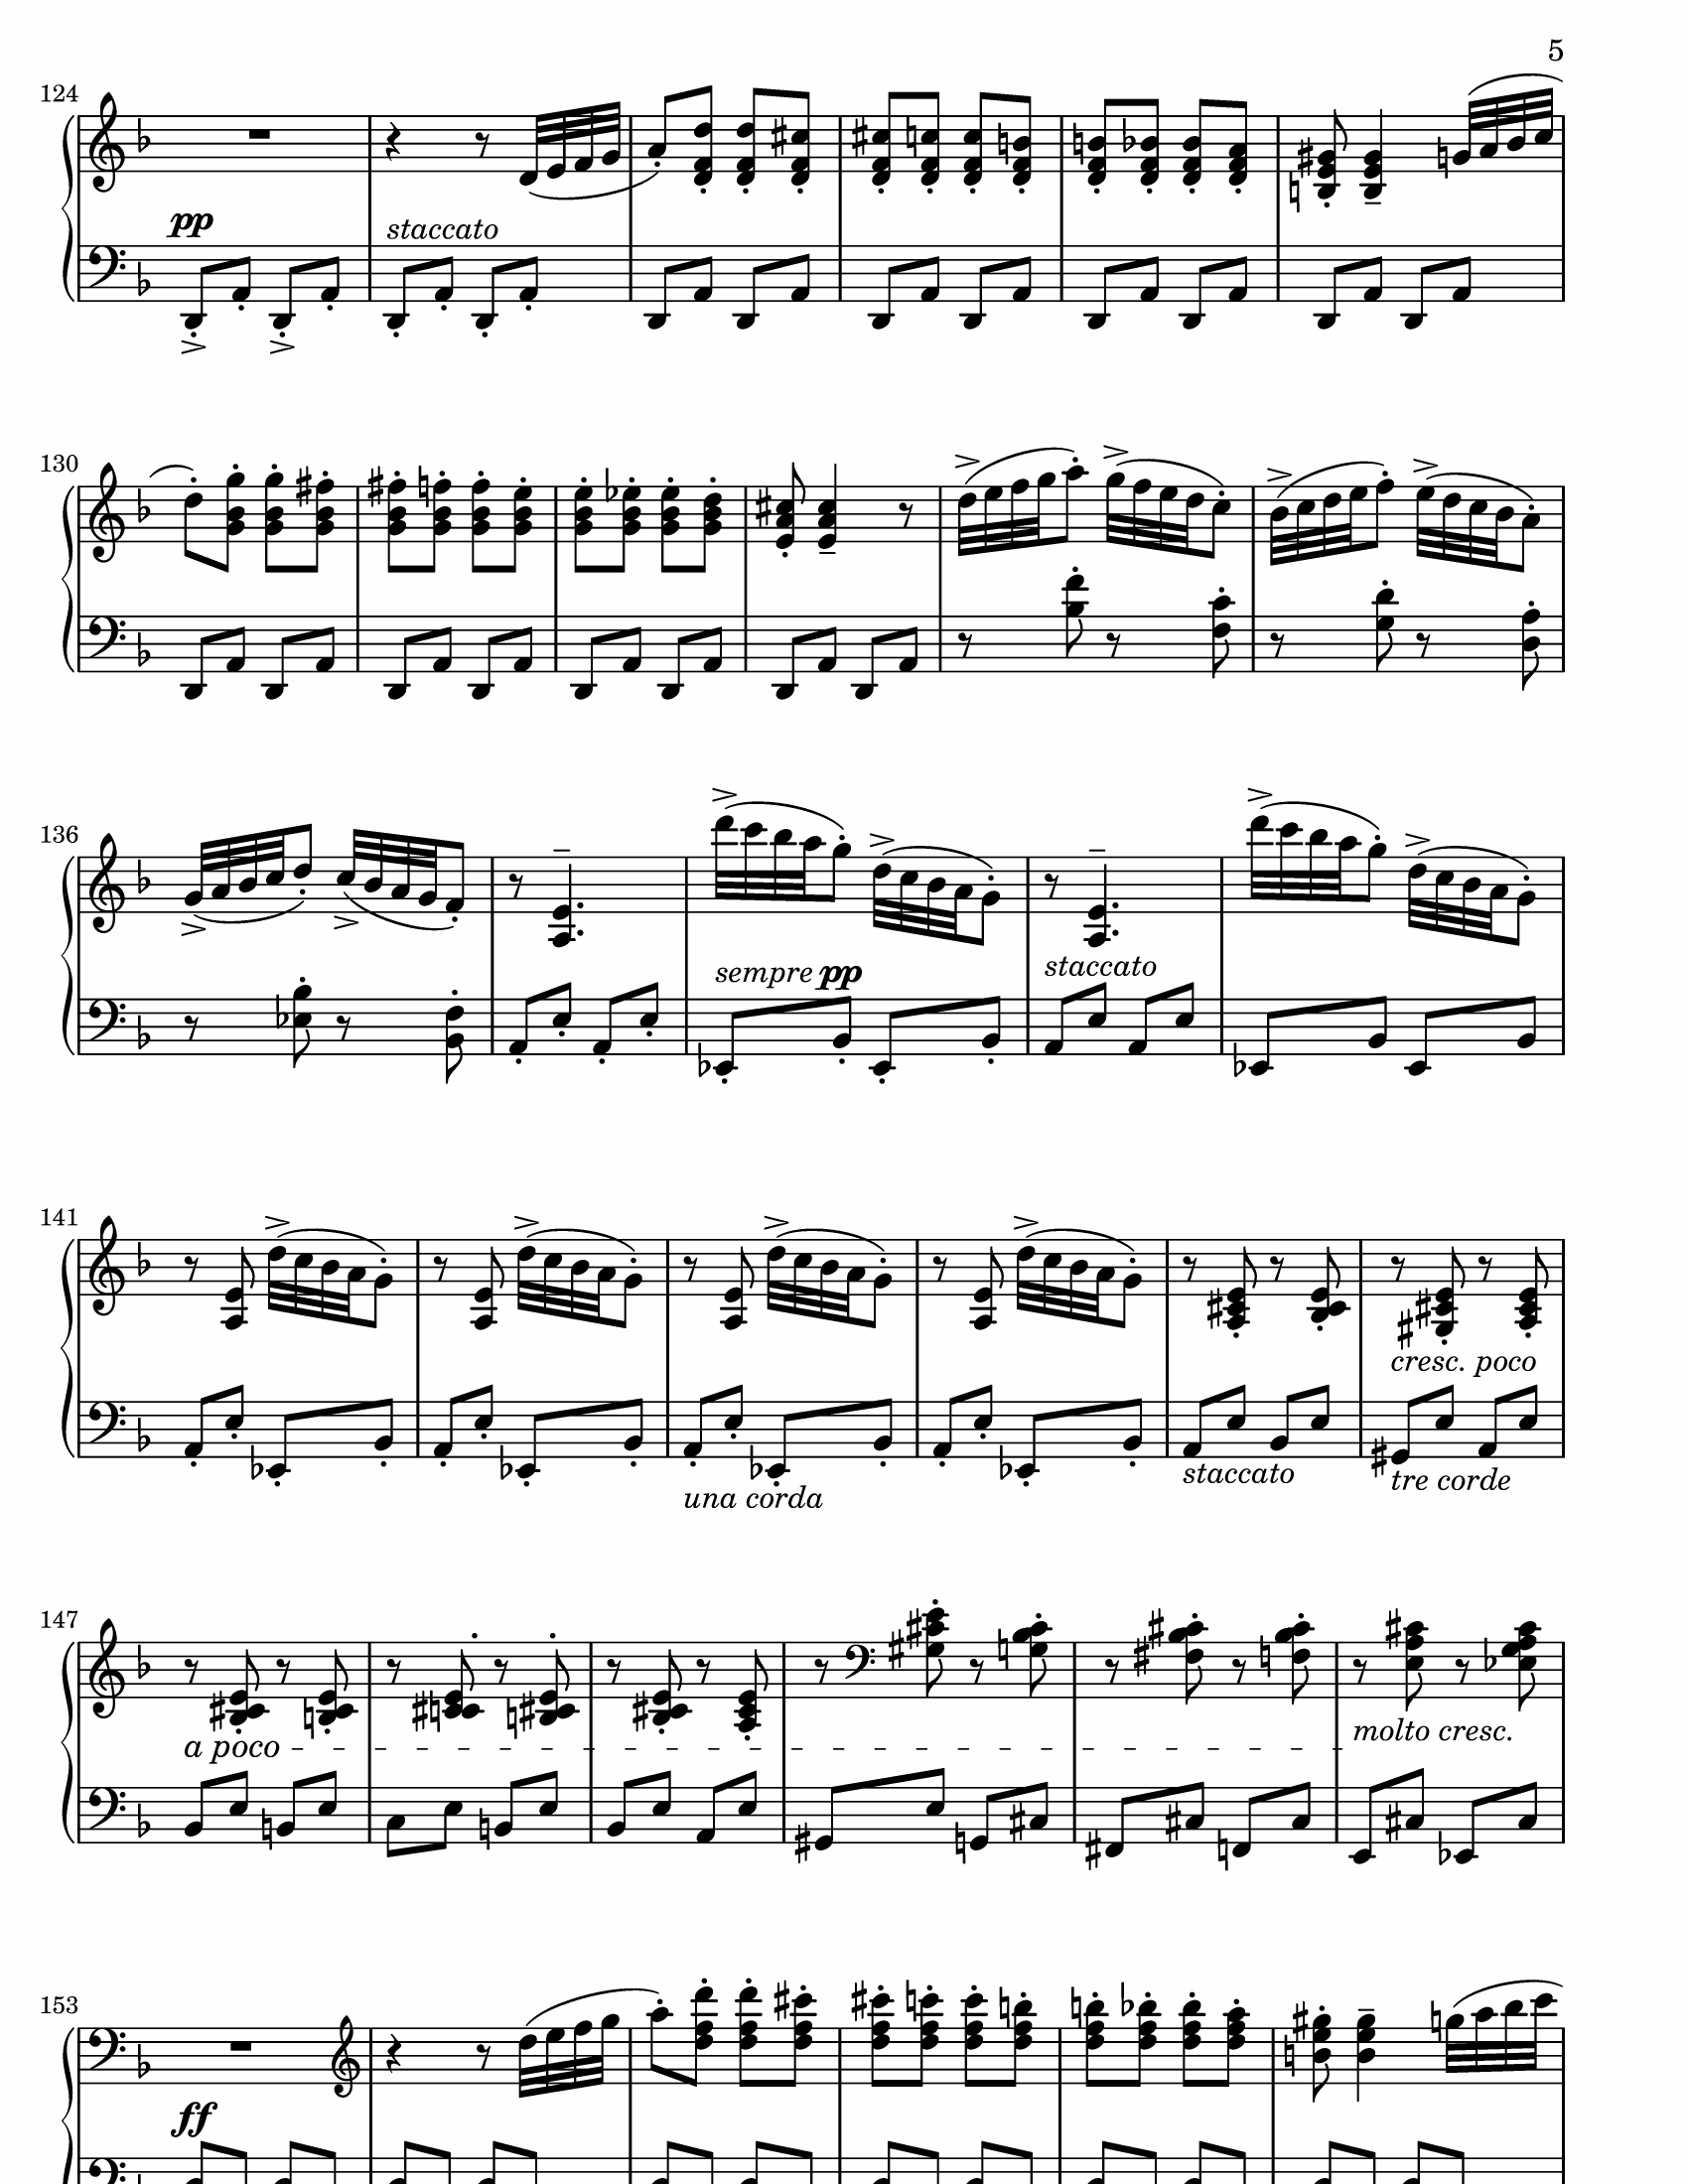 5
124
pp
staccato
130
136
sempre pp
staccato
141
cresc. poco
una corda
staccato
tre corde
147
a poco
molto cresc.
153
ff